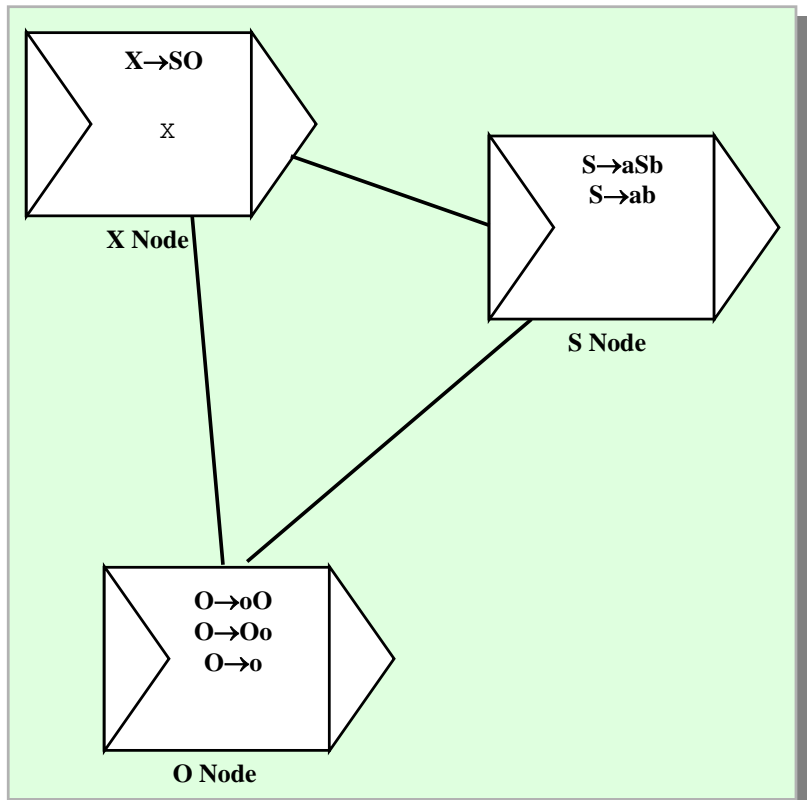 X→SO
X
X Node
S→aSb
S→ab
S Node
O→oO
O→Oo
O→o
O Node